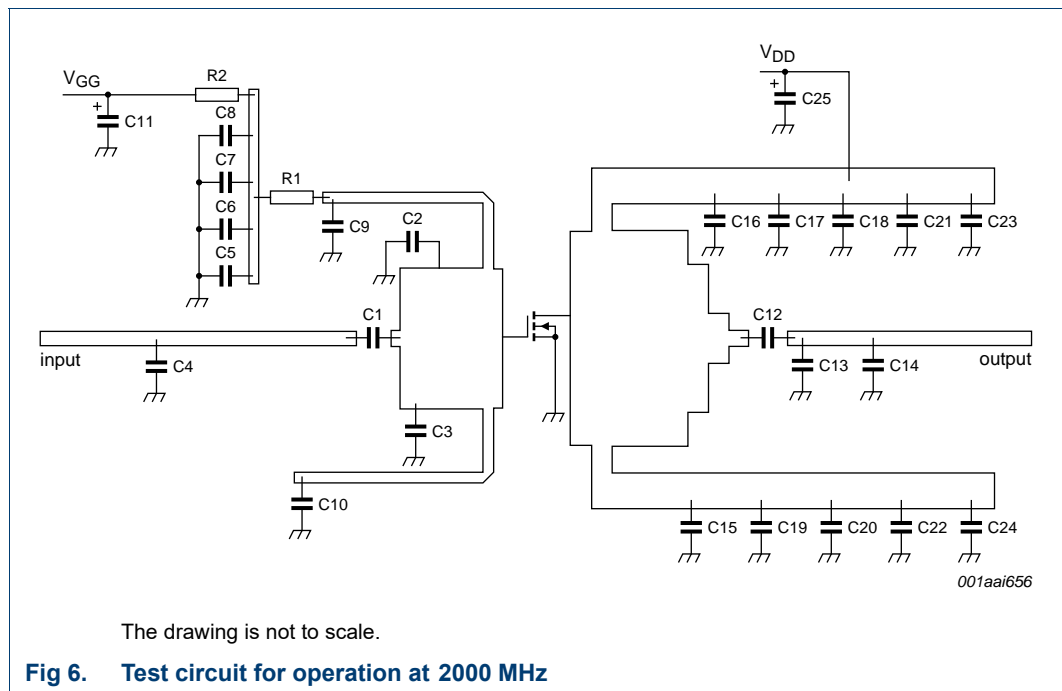 VGG
R2
VDD
+
C11
+
C25
C8
C7
R1
C6
C9
C2
C5
C16
C17
C18
C21
C23
C1
C12
input
C4
C13
C14
output
C3
C10
C15
C19
C20
C22
C24
001aai656
The drawing is not to scale.
Fig 6. Test circuit for operation at 2000 MHz